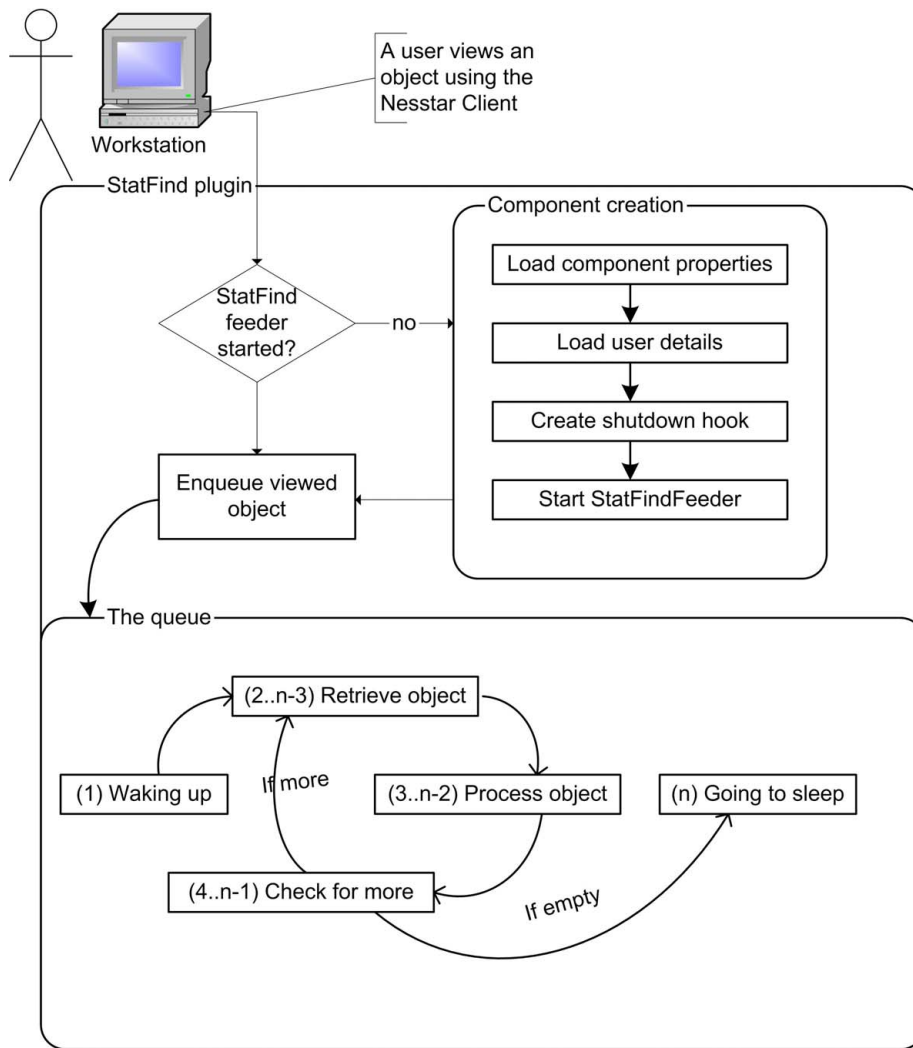 A user views an
object using the
Nesstar Client
Workstation
StatFind plugin
Component creation
Load component properties
StatFind
feeder
started?
no
Load user details
Create shutdown hook
Enqueue viewed
object
Start StatFindFeeder
The queue
(2..n-3) Retrieve object
If more
(1) Waking up
(3..n-2) Process object
(n) Going to sleep
(4..n-1) Check for more
If empty